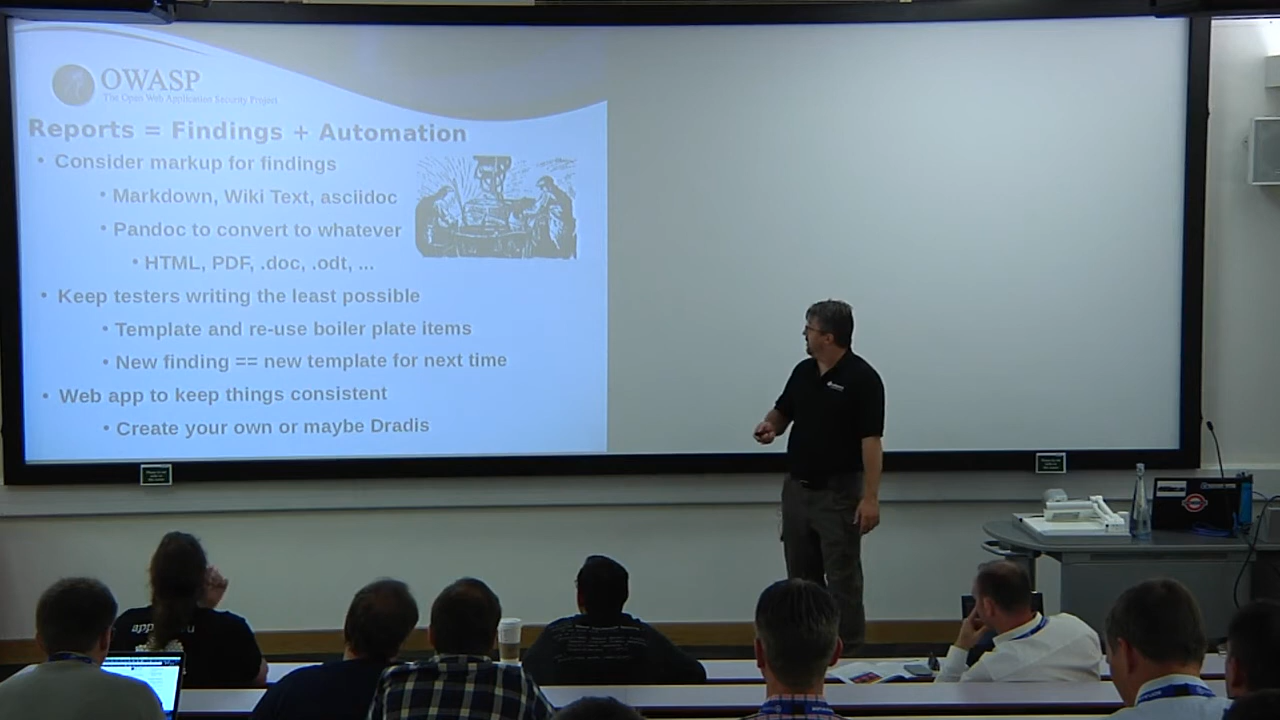 OWASP
The Open Web Application Security Project
Reports = Findings + Automation
• Consider markup for findings
• Markdown, Wiki Text, asciidoc
• Pandoc to convert to whatever
• HTML, PDF, .doc, .odt, ...
• Keep testers writing the least possible
• Template and re-use boiler plate items
• New finding == new template for next time
• Web app to keep things consistent
• Create your own or maybe Dradis